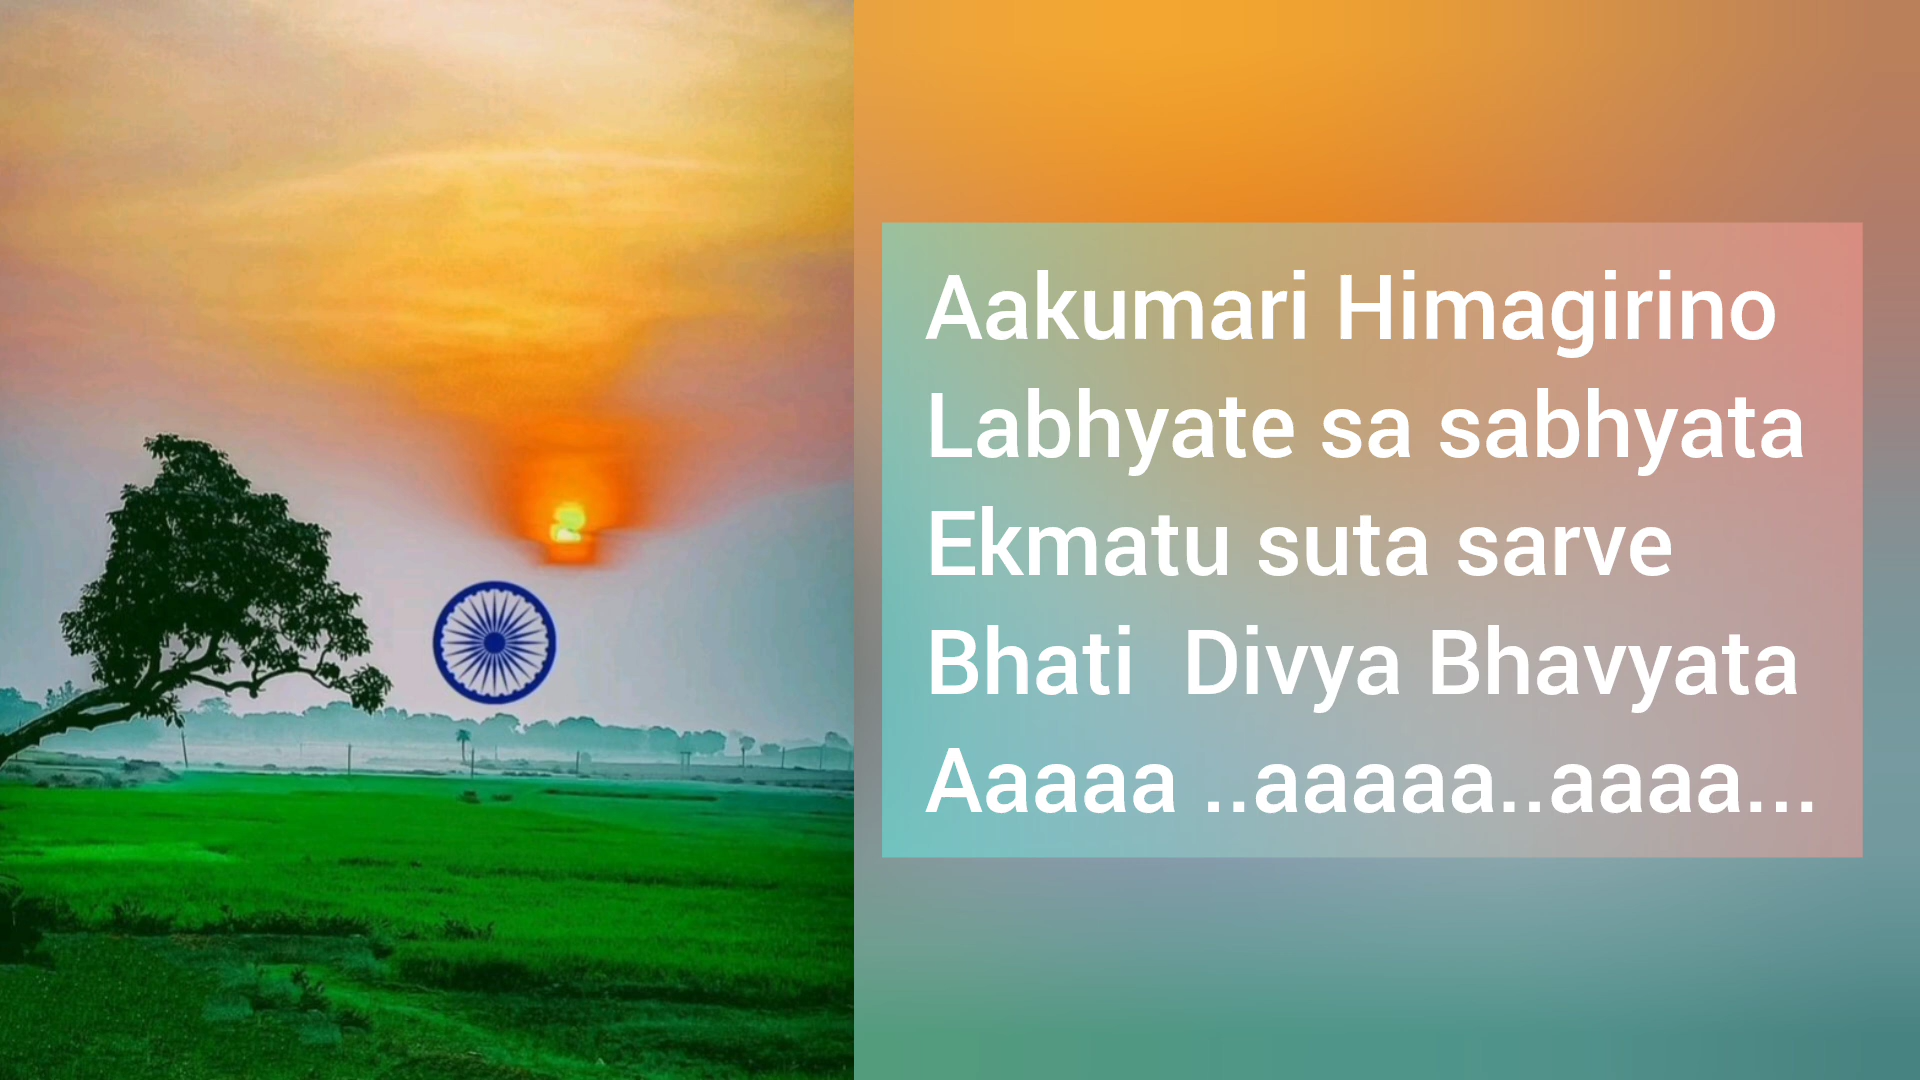 Aakumari Himagirino
Labhyate sa sabhyata
Ekmatu suta sarve
Bhati  Divya Bhavyata
Aaaaa ..aaaaa..aaaa...